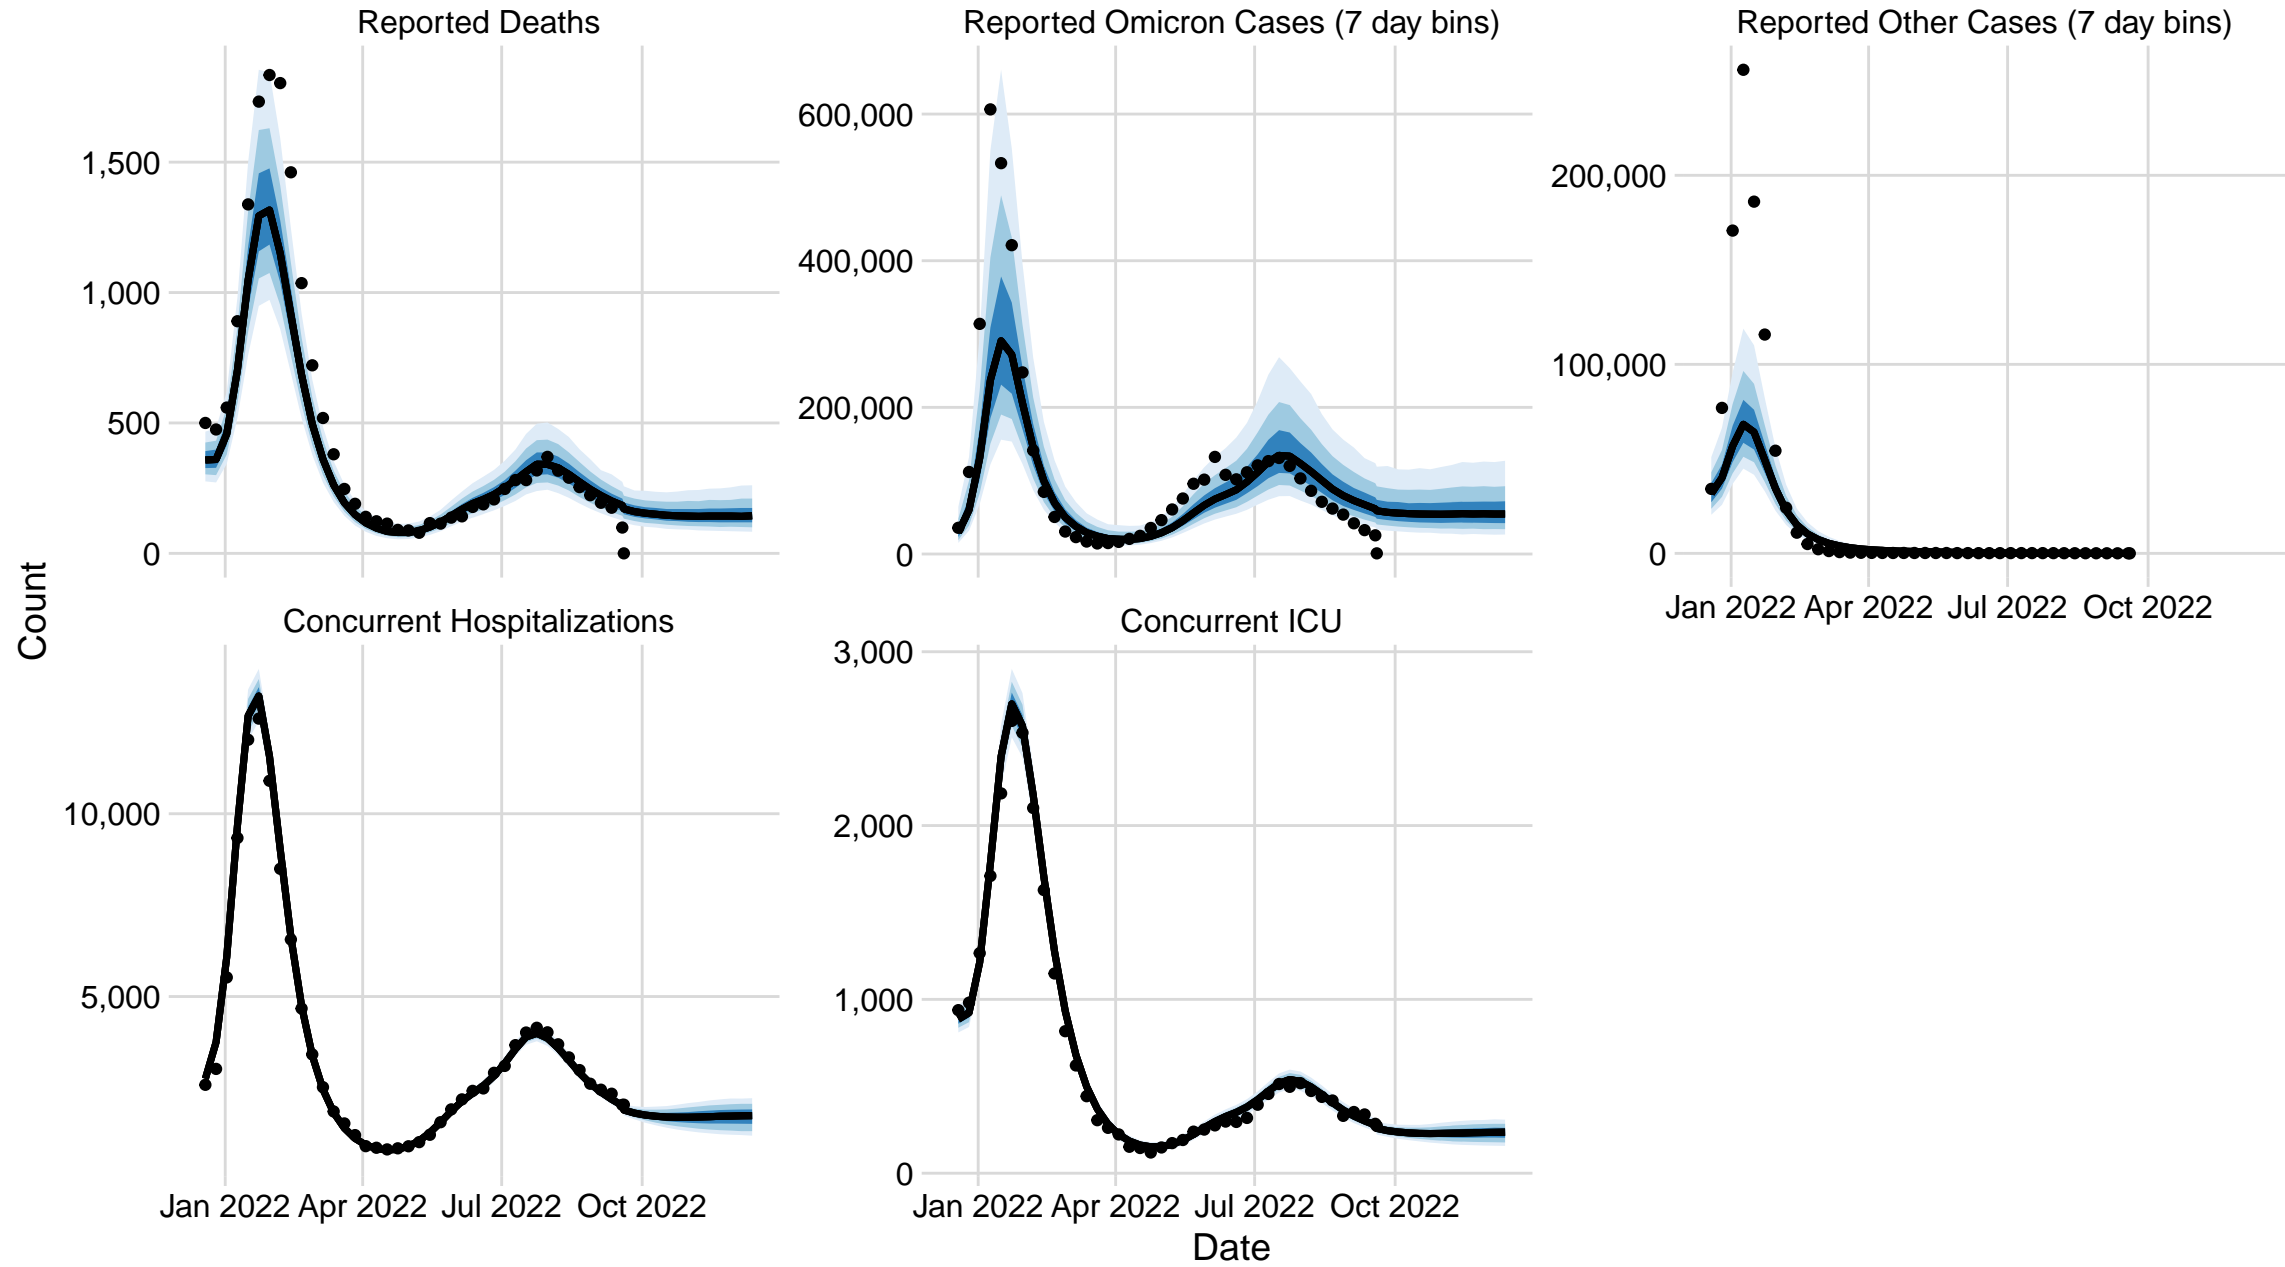 Reported Deaths
Reported Omicron Cases (7 day bins)
Reported Other Cases (7 day bins)
1,500
1,000
500
0
600,000
400,000
200,000
0
200,000
100,000
0
Jan 2022 Apr 2022 Jul 2022 Oct 2022
Count
Concurrent Hospitalizations
Concurrent ICU
10,000
5,000
3,000
2,000
1,000
0
Jan 2022 Apr 2022 Jul 2022 Oct 2022
Jan 2022 Apr 2022 Jul 2022 Oct 2022
Date